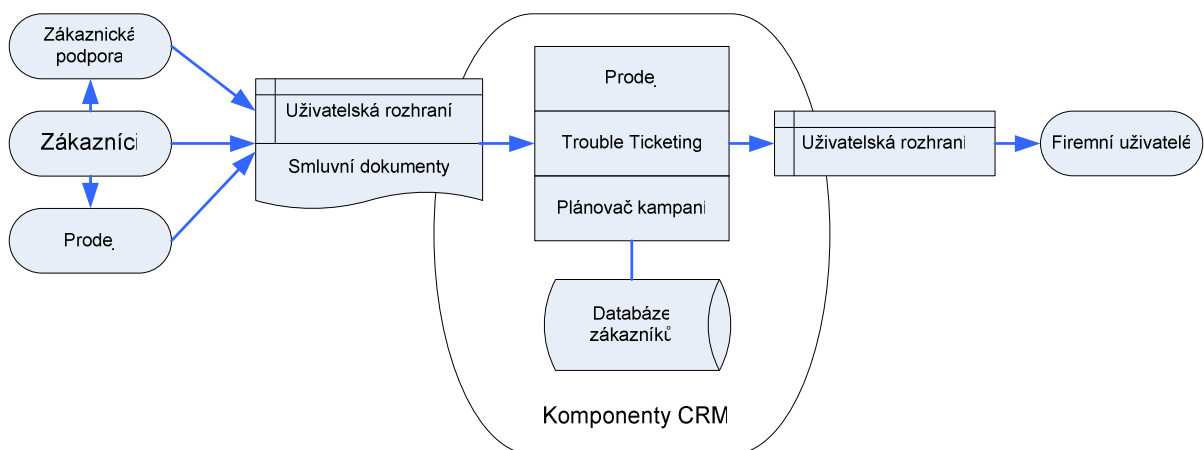 Zákaznická
podpora
Zákazníci
Prodej
Uživatelská rozhraní
Smluvní dokumenty
Prodej
Trouble Ticketing
Plánovač kampaní
Databáze
zákazníků
Komponenty CRM
Uživatelská rozhraní
Firemní uživatelé